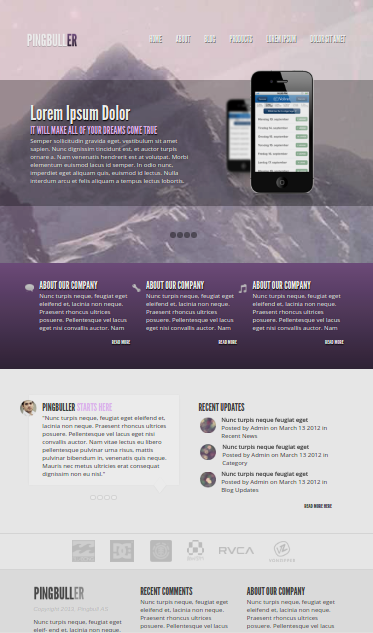 PINGBULLER
HOME ABOUT BLOG PRODUCTS LOREM IPSUM DOLOR SIT AMET
Lorem Ipsum Dolor
IT WILL MAKE ALL OF YOUR DREAMS COME TRUE
Semper sollicitudin gravida eget, vestibulum sit amet
sapien. Nunc dignissim tincidunt est, et auctor turpis
ornare a. Nam venenatis hendrerit est at volutpat. Morbi
elementum euismod lacus id semper. In odio nunc,
imperdiet eget aliquam quis, euismod id lectus. Nulla
interdum arcu et felis aliquam a tempus lectus lobortis.
ABOUT OUR COMPANY
Nunc turpis neque, feugiat eget
eleifend et, lacinia non neque.
Praesent rhoncus ultrices
posuere. Pellentesque vel lacus
eget nisi convallis auctor. Nam
READ MORE
ABOUT OUR COMPANY
Nunc turpis neque, feugiat eget
eleifend et, lacinia non neque.
Praesent rhoncus ultrices
posuere. Pellentesque vel lacus
eget nisi convallis auctor. Nam
READ MORE
ABOUT OUR COMPANY
Nunc turpis neque, feugiat eget
eleifend et, lacinia non neque.
Praesent rhoncus ultrices
posuere. Pellentesque vel lacus
eget nisi convallis auctor. Nam
READ MORE
PINGBULLER STARTS HERE
"Nunc turpis neque, feugiat eget eleifend et,
lacinia non neque. Praesent rhoncus ultrices
posuere. Pellentesque vel lacus eget nisi
convallis auctor. Nam vitae lectus eu libero
pellentesque pulvinar urna risus, mattis
pulvinar bibendum in, venenatis quis neque.
Mauris nec metus ultricies erat consequat
dignissim non eu nisl."
RECENT UPDATES
Nunc turpis neque feugiat eget
Posted by Admin on March 13 2012 in
Recent News
Nunc turpis neque feugiat eget
Posted by Admin on March 13 2012 in
Category
Nunc turpis neque feugiat eget
Posted by Admin on March 13 2012 in
Blog Updates
READ MORE
DC
RVCA
VZ
VONZIPPER
PINGBULLER
Nunc turpis neque, feugiat eget
eleif- end et, lacinia non neque.
RECENT COMMENTS
Nunc turpis neque, feugiat eget
eleifend et, lacinia non neque.
Praesent rhoncus ultrices
posuere. Pellentesque vel lacus
ABOUT OUR COMPANY
Nunc turpis neque, feugiat eget
eleifend et, lacinia non neque.
Praesent rhoncus ultrices
posuere. Pellentesque vel lacus